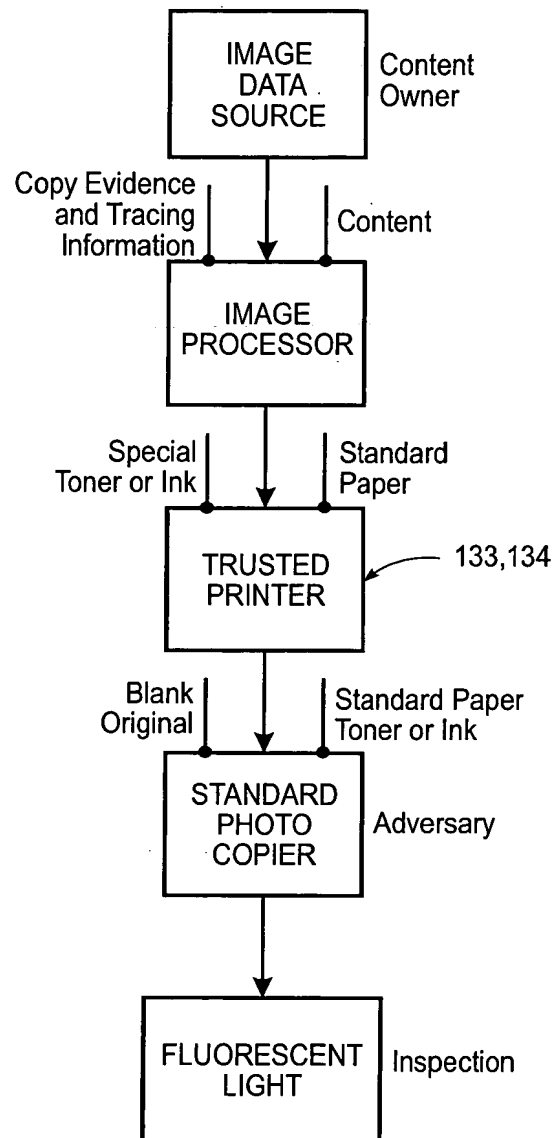 IMAGE
DATA
SOURCE
Content
Owner
Copy Evidence
and Tracing
Information
Content
IMAGE
PROCESSOR
Special
Toner or Ink
Standard
Paper
TRUSTED
PRINTER
133,134
Blank
Original
Standard Paper
Toner or Ink
STANDARD
PHOTO
COPIER
Adversary
FLUORESCENT
LIGHT
Inspection